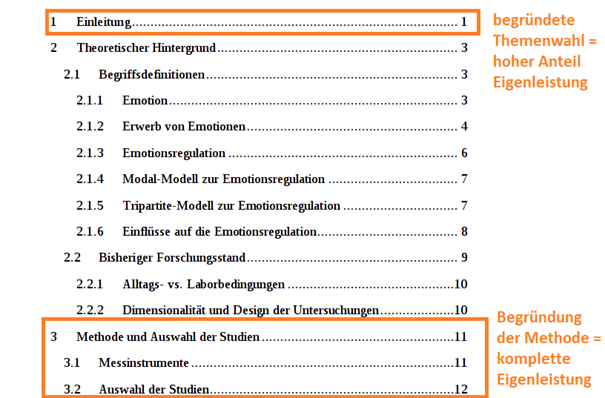 1 Einleitung 1
2 Theoretischer Hintergrund 3
2.1 Begriffsdefinitionen 3
2.1.1 Emotion 3
2.1.2 Erwerb von Emotionen 4
2.1.3 Emotionsregulation 6
2.1.4 Modal-Modell zur Emotionsregulation 7
2.1.5 Tripartite-Modell zur Emotionsregulation 7
2.1.6 Einflüsse auf die Emotionsregulation 8
2.2 Bisheriger Forschungsstand 9
2.2.1 Alltags- vs. Laborbedingungen 10
2.2.2 Dimensionalität und Design der Untersuchungen 10
3 Methode und Auswahl der Studien 11
3.1 Messinstrumente 11
3.2 Auswahl der Studien 12
begründete
Themenwahl =
hoher Anteil
Eigenleistung
Begründung
der Methode =
komplette
Eigenleistung